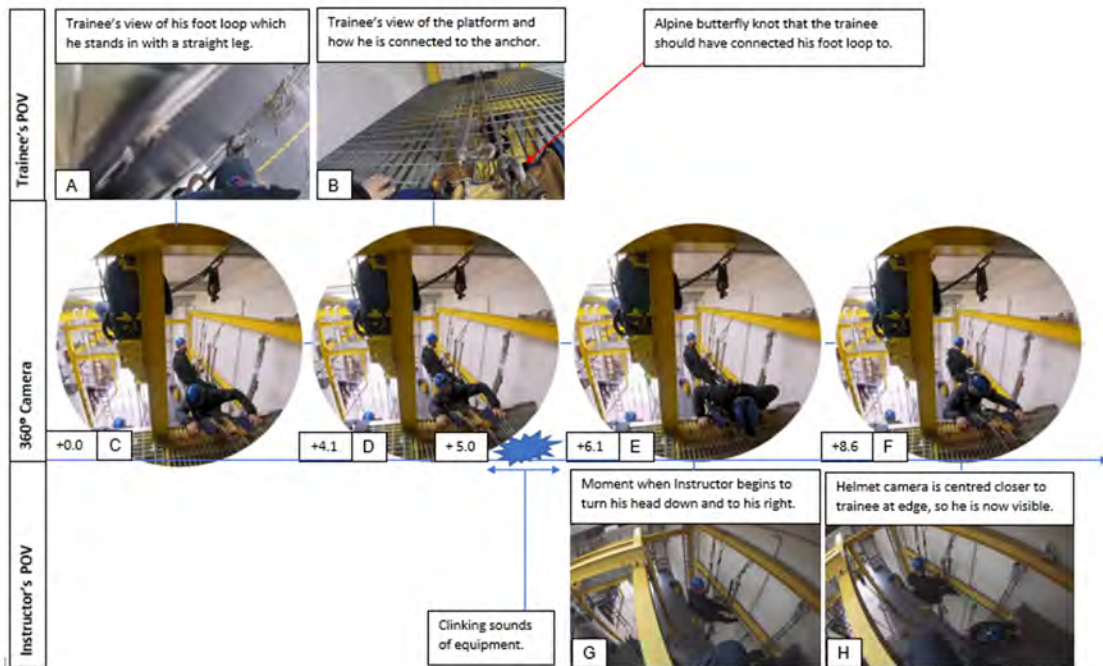 Trainee's view of his foot loop which
he stands in with a straight leg.
Trainee's view of the platform and
how he is connected to the anchor.
Alpine butterfly knot that the trainee
should have connected his foot loop to.
Trainee's POV
A
B
360° Camera
+0.0
C
+4.1
D
+ 5.0
+6.1
E
+8.6
F
Instructor's POV
Moment when Instructor begins to
turn his head down and to his right.
Helmet camera is centred closer to
trainee at edge, so he is now visible.
Clinking sounds
of equipment.
G
H